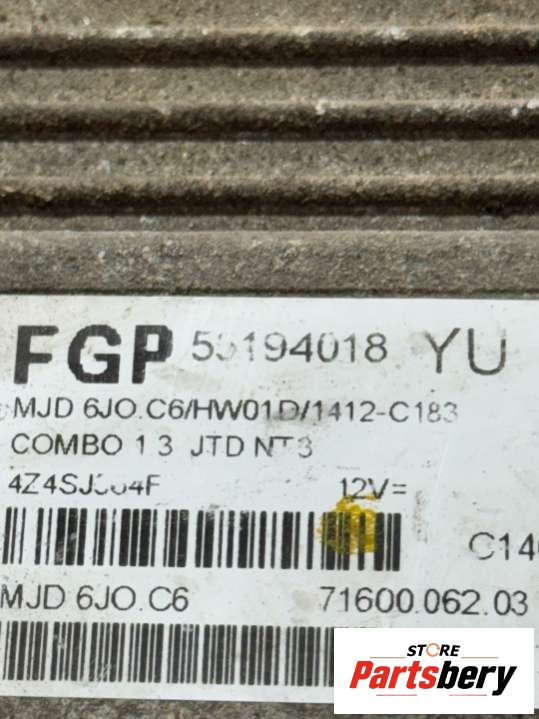 FGP 55194018 YU
MJD 6JO.C6/HW01D/1412-C183
COMBO 1.3 JTD NT3
12V=
C14
MJD 6JO.C6 71600.062.03
STORE
Partsbery